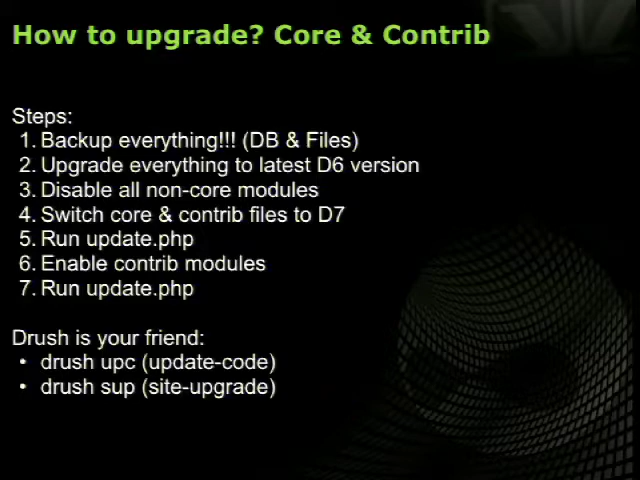 How to upgrade? Core & Contrib
Steps:
1. Backup everything!!! (DB & Files)
2. Upgrade everything to latest D6 version
3. Disable all non-core modules
4. Switch core & contrib files to D7
5. Run update.php
6. Enable contrib modules
7. Run update.php
Drush is your friend:
• drush upc (update-code)
• drush sup (site-upgrade)